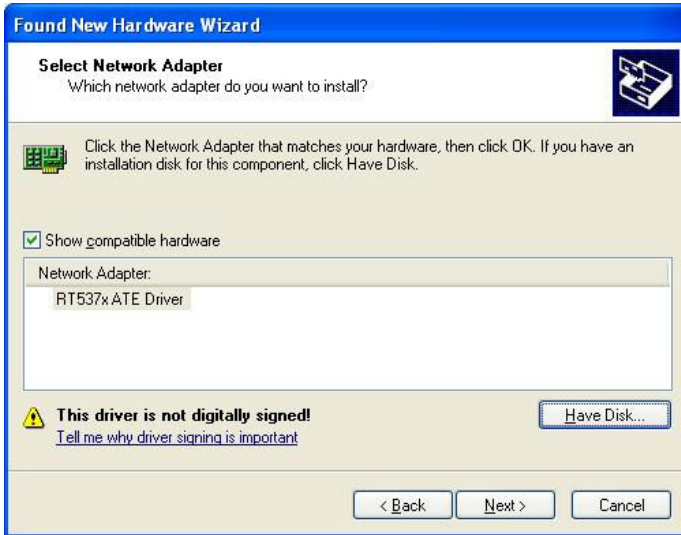 Found New Hardware Wizard
Select Network Adapter
Which network adapter do you want to install?
Click the Network Adapter that matches your hardware, then click OK. If you have an
installation disk for this component, click Have Disk.
Show compatible hardware
Network Adapter:
RT537x ATE Driver
This driver is not digitally signed!
Have Disk...
Tell me why driver signing is important
< Back
Next >
Cancel